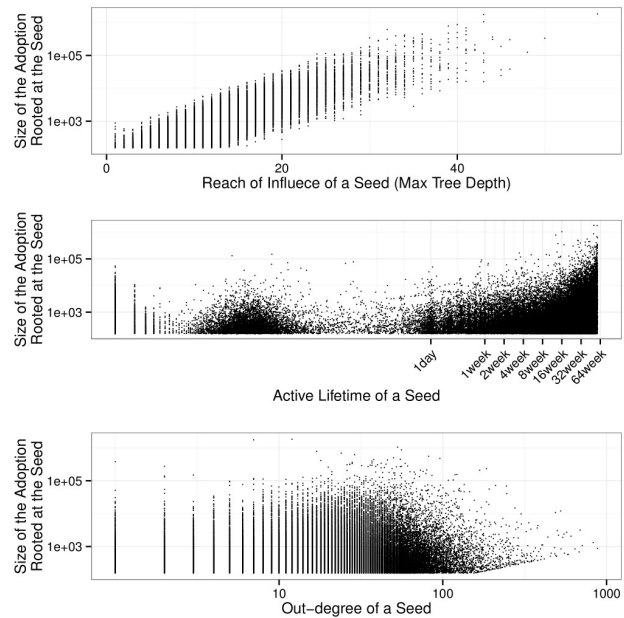 Size of the Adoption
Rooted at the Seed
1e+05
1e+03
0
20
40
Reach of Influece of a Seed (Max Tree Depth)
Size of the Adoption
Rooted at the Seed
1e+05
1e+03
1day
1week
2week
4week
8week
16week
32week
64week
Active Lifetime of a Seed
Size of the Adoption
Rooted at the Seed
1e+05
1e+03
10
100
1000
Out−degree of a Seed